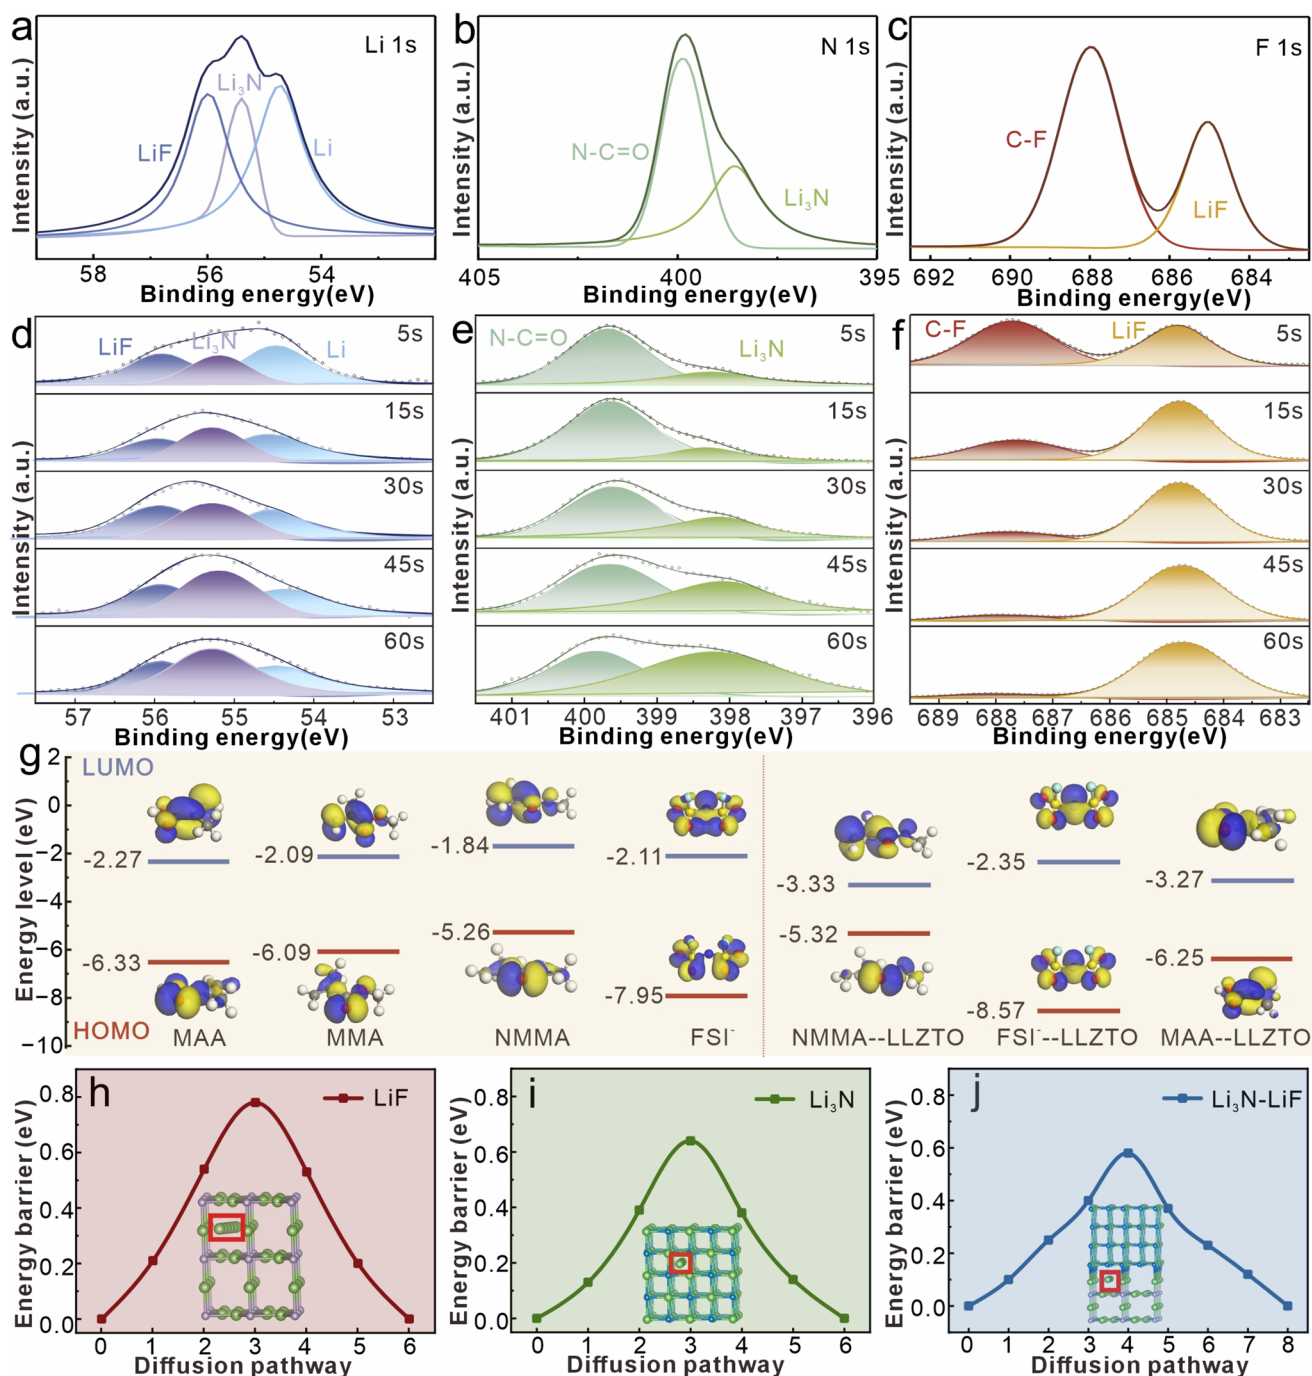 a
Li 1s
Li₃N
LiF
Li
Intensity (a.u.)
58 56 54
Binding energy(eV)
b
N 1s
N-C=O
Li₃N
Intensity (a.u.)
405 400 395
Binding energy(eV)
c
F 1s
C-F
LiF
Intensity (a.u.)
692 690 688 686 684
Binding energy(eV)
d
LiF Li₃N Li
5s
15s
30s
45s
60s
Intensity (a.u.)
57 56 55 54 53
Binding energy(eV)
e
N-C=O Li₃N
5s
15s
30s
45s
60s
Intensity (a.u.)
401 400 399 398 397 396
Binding energy(eV)
f
C-F LiF
5s
15s
30s
45s
60s
Intensity (a.u.)
689 688 687 686 685 684 683
Binding energy(eV)
g
Energy level (eV)
2
0
−2
−4
−6
−8
−10
LUMO
-2.27 -2.09 -1.84 -2.11 -3.33 -2.35 -3.27
-6.33 -6.09 -5.26 -7.95 -5.32 -8.57 -6.25
HOMO
MAA MMA NMMA FSI⁻ NMMA--LLZTO FSI⁻--LLZTO MAA--LLZTO
h
LiF
Energy barrier (eV)
0.8
0.6
0.4
0.2
0.0
0 1 2 3 4 5 6
Diffusion pathway
i
Li₃N
Energy barrier (eV)
0.8
0.6
0.4
0.2
0.0
0 1 2 3 4 5 6
Diffusion pathway
j
Li₃N-LiF
Energy barrier (eV)
0.8
0.6
0.4
0.2
0.0
0 1 2 3 4 5 6 7 8
Diffusion pathway